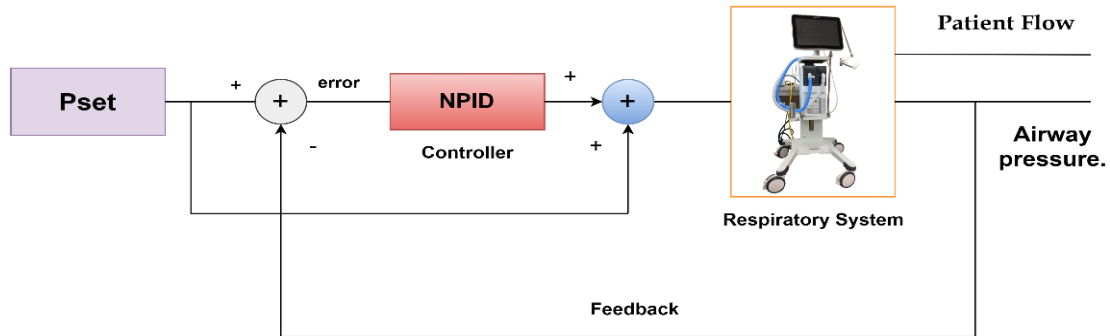 Patient Flow
Pset
+
+
error
NPID
+
+
-
Controller
+
Airway
pressure.
Respiratory System
Feedback